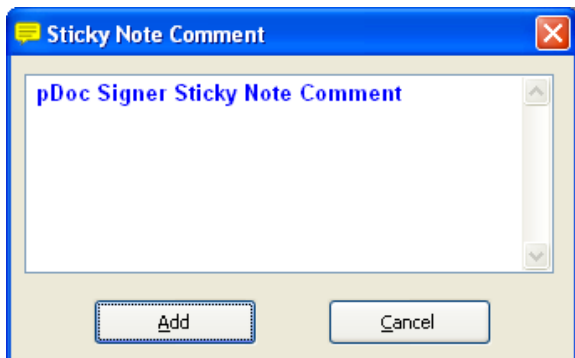 Sticky Note Comment
pDoc Signer Sticky Note Comment
Add
Cancel